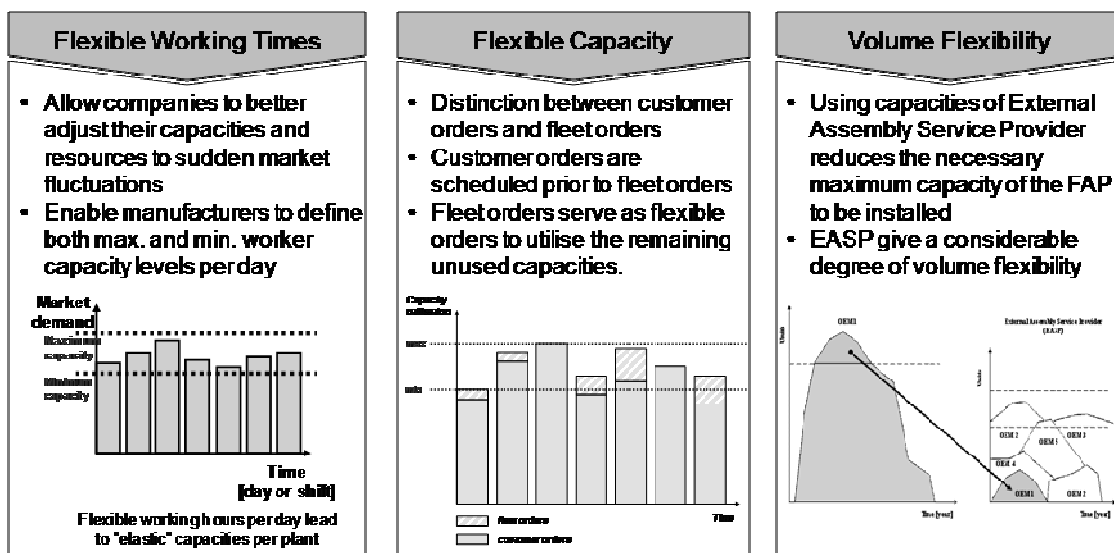 Flexible Working Times
• Allow companies to better
adjust their capacities and
resources to sudden market
fluctuations
• Enable manufacturers to define
both max. and min. worker
capacity levels per day
Market
demand
Maximum
capacity
Minimum
capacity
Time
[day or shift]
Flexible working hours per day lead
to "elastic" capacities per plant
Flexible Capacity
• Distinction between customer
orders and fleet orders
• Customer orders are
scheduled prior to fleet orders
• Fleet orders serve as flexible
orders to utilise the remaining
unused capacities.
Capacity
utilisation
max
min
Time
fleet orders
customer orders
Volume Flexibility
• Using capacities of External
Assembly Service Provider
reduces the necessary
maximum capacity of the FAP
to be installed
• EASP give a considerable
degree of volume flexibility
Units
OEM1
Time [year]
External Assembly Service Provider
(EASP)
Units
OEM 2
OEM 5
OEM 3
OEM 4
OEM1
OEM 2
Time [year]